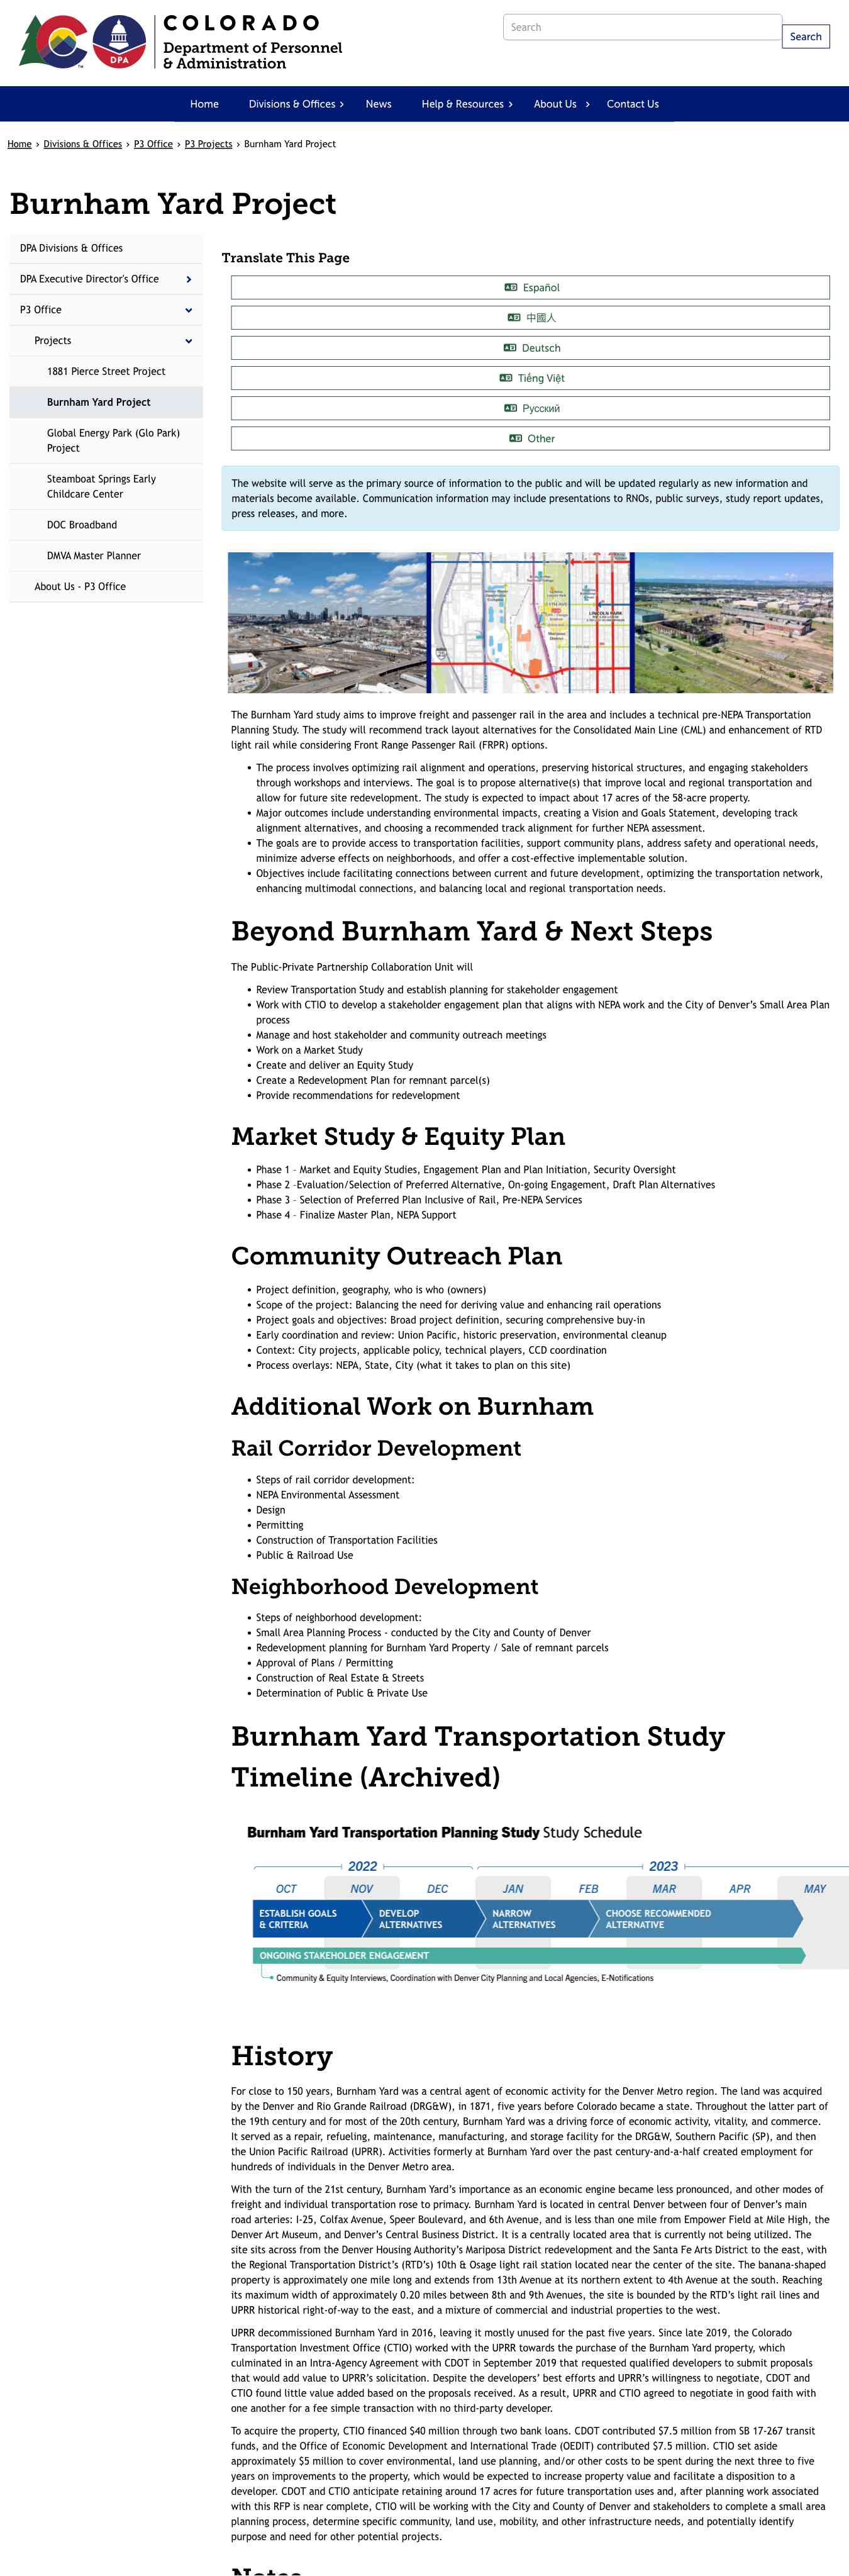 COLORADO
Department of Personnel
& Administration
DPA
TM
Search
Search
Home
Divisions & Offices
News
Help & Resources
About Us
Contact Us
Home › Divisions & Offices › P3 Office › P3 Projects › Burnham Yard Project
Burnham Yard Project
DPA Divisions & Offices
DPA Executive Director's Office
P3 Office
Projects
1881 Pierce Street Project
Burnham Yard Project
Global Energy Park (Glo Park)
Project
Steamboat Springs Early
Childcare Center
DOC Broadband
DMVA Master Planner
About Us - P3 Office
Translate This Page
Español
中國人
Deutsch
Tiếng Việt
Русский
Other
The website will serve as the primary source of information to the public and will be updated regularly as new information and
materials become available. Communication information may include presentations to RNOs, public surveys, study report updates,
press releases, and more.
LINCOLN PARK
The Burnham Yard study aims to improve freight and passenger rail in the area and includes a technical pre-NEPA Transportation
Planning Study. The study will recommend track layout alternatives for the Consolidated Main Line (CML) and enhancement of RTD
light rail while considering Front Range Passenger Rail (FRPR) options.
• The process involves optimizing rail alignment and operations, preserving historical structures, and engaging stakeholders
through workshops and interviews. The goal is to propose alternative(s) that improve local and regional transportation and
allow for future site redevelopment. The study is expected to impact about 17 acres of the 58-acre property.
• Major outcomes include understanding environmental impacts, creating a Vision and Goals Statement, developing track
alignment alternatives, and choosing a recommended track alignment for further NEPA assessment.
• The goals are to provide access to transportation facilities, support community plans, address safety and operational needs,
minimize adverse effects on neighborhoods, and offer a cost-effective implementable solution.
• Objectives include facilitating connections between current and future development, optimizing the transportation network,
enhancing multimodal connections, and balancing local and regional transportation needs.
Beyond Burnham Yard & Next Steps
The Public-Private Partnership Collaboration Unit will
• Review Transportation Study and establish planning for stakeholder engagement
• Work with CTIO to develop a stakeholder engagement plan that aligns with NEPA work and the City of Denver's Small Area Plan
process
• Manage and host stakeholder and community outreach meetings
• Work on a Market Study
• Create and deliver an Equity Study
• Create a Redevelopment Plan for remnant parcel(s)
• Provide recommendations for redevelopment
Market Study & Equity Plan
• Phase 1 – Market and Equity Studies, Engagement Plan and Plan Initiation, Security Oversight
• Phase 2 –Evaluation/Selection of Preferred Alternative, On-going Engagement, Draft Plan Alternatives
• Phase 3 – Selection of Preferred Plan Inclusive of Rail, Pre-NEPA Services
• Phase 4 – Finalize Master Plan, NEPA Support
Community Outreach Plan
• Project definition, geography, who is who (owners)
• Scope of the project: Balancing the need for deriving value and enhancing rail operations
• Project goals and objectives: Broad project definition, securing comprehensive buy-in
• Early coordination and review: Union Pacific, historic preservation, environmental cleanup
• Context: City projects, applicable policy, technical players, CCD coordination
• Process overlays: NEPA, State, City (what it takes to plan on this site)
Additional Work on Burnham
Rail Corridor Development
• Steps of rail corridor development:
• NEPA Environmental Assessment
• Design
• Permitting
• Construction of Transportation Facilities
• Public & Railroad Use
Neighborhood Development
• Steps of neighborhood development:
• Small Area Planning Process - conducted by the City and County of Denver
• Redevelopment planning for Burnham Yard Property / Sale of remnant parcels
• Approval of Plans / Permitting
• Construction of Real Estate & Streets
• Determination of Public & Private Use
Burnham Yard Transportation Study
Timeline (Archived)
Burnham Yard Transportation Planning Study Study Schedule
2022
2023
OCT NOV DEC JAN FEB MAR APR MAY
ESTABLISH GOALS
& CRITERIA
DEVELOP
ALTERNATIVES
NARROW
ALTERNATIVES
CHOOSE RECOMMENDED
ALTERNATIVE
ONGOING STAKEHOLDER ENGAGEMENT
Community & Equity Interviews, Coordination with Denver City Planning and Local Agencies, E-Notifications
History
For close to 150 years, Burnham Yard was a central agent of economic activity for the Denver Metro region. The land was acquired
by the Denver and Rio Grande Railroad (DRG&W), in 1871, five years before Colorado became a state. Throughout the latter part of
the 19th century and for most of the 20th century, Burnham Yard was a driving force of economic activity, vitality, and commerce.
It served as a repair, refueling, maintenance, manufacturing, and storage facility for the DRG&W, Southern Pacific (SP), and then
the Union Pacific Railroad (UPRR). Activities formerly at Burnham Yard over the past century-and-a-half created employment for
hundreds of individuals in the Denver Metro area.
With the turn of the 21st century, Burnham Yard's importance as an economic engine became less pronounced, and other modes of
freight and individual transportation rose to primacy. Burnham Yard is located in central Denver between four of Denver's main
road arteries: I-25, Colfax Avenue, Speer Boulevard, and 6th Avenue, and is less than one mile from Empower Field at Mile High, the
Denver Art Museum, and Denver's Central Business District. It is a centrally located area that is currently not being utilized. The
site sits across from the Denver Housing Authority's Mariposa District redevelopment and the Santa Fe Arts District to the east, with
the Regional Transportation District's (RTD's) 10th & Osage light rail station located near the center of the site. The banana-shaped
property is approximately one mile long and extends from 13th Avenue at its northern extent to 4th Avenue at the south. Reaching
its maximum width of approximately 0.20 miles between 8th and 9th Avenues, the site is bounded by the RTD's light rail lines and
UPRR historical right-of-way to the east, and a mixture of commercial and industrial properties to the west.
UPRR decommissioned Burnham Yard in 2016, leaving it mostly unused for the past five years. Since late 2019, the Colorado
Transportation Investment Office (CTIO) worked with the UPRR towards the purchase of the Burnham Yard property, which
culminated in an Intra-Agency Agreement with CDOT in September 2019 that requested qualified developers to submit proposals
that would add value to UPRR's solicitation. Despite the developers' best efforts and UPRR's willingness to negotiate, CDOT and
CTIO found little value added based on the proposals received. As a result, UPRR and CTIO agreed to negotiate in good faith with
one another for a fee simple transaction with no third-party developer.
To acquire the property, CTIO financed $40 million through two bank loans. CDOT contributed $7.5 million from SB 17-267 transit
funds, and the Office of Economic Development and International Trade (OEDIT) contributed $7.5 million. CTIO set aside
approximately $5 million to cover environmental, land use planning, and/or other costs to be spent during the next three to five
years on improvements to the property, which would be expected to increase property value and facilitate a disposition to a
developer. CDOT and CTIO anticipate retaining around 17 acres for future transportation uses and, after planning work associated
with this RFP is near complete, CTIO will be working with the City and County of Denver and stakeholders to complete a small area
planning process, determine specific community, land use, mobility, and other infrastructure needs, and potentially identify
purpose and need for other potential projects.
Notes